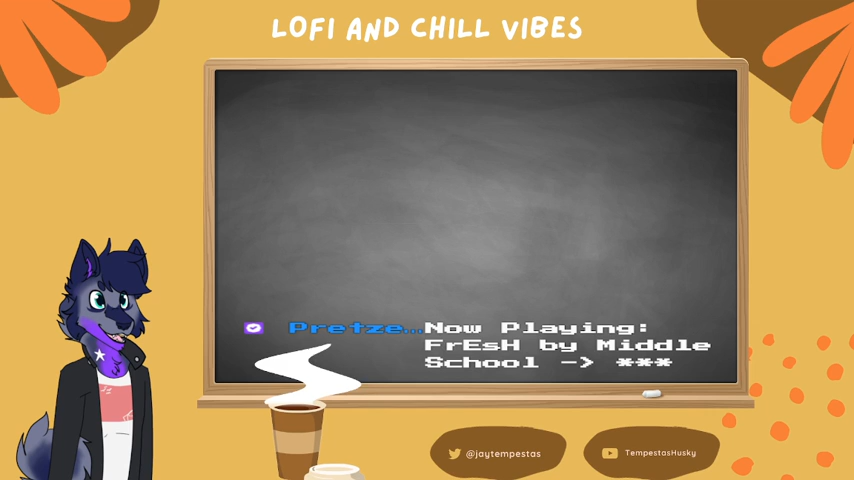 LOFI AND CHILL VIBES
Pretze...Now Playing:
FrEsH by Middle
School -> ***
@jaytempestas
TempestasHusky